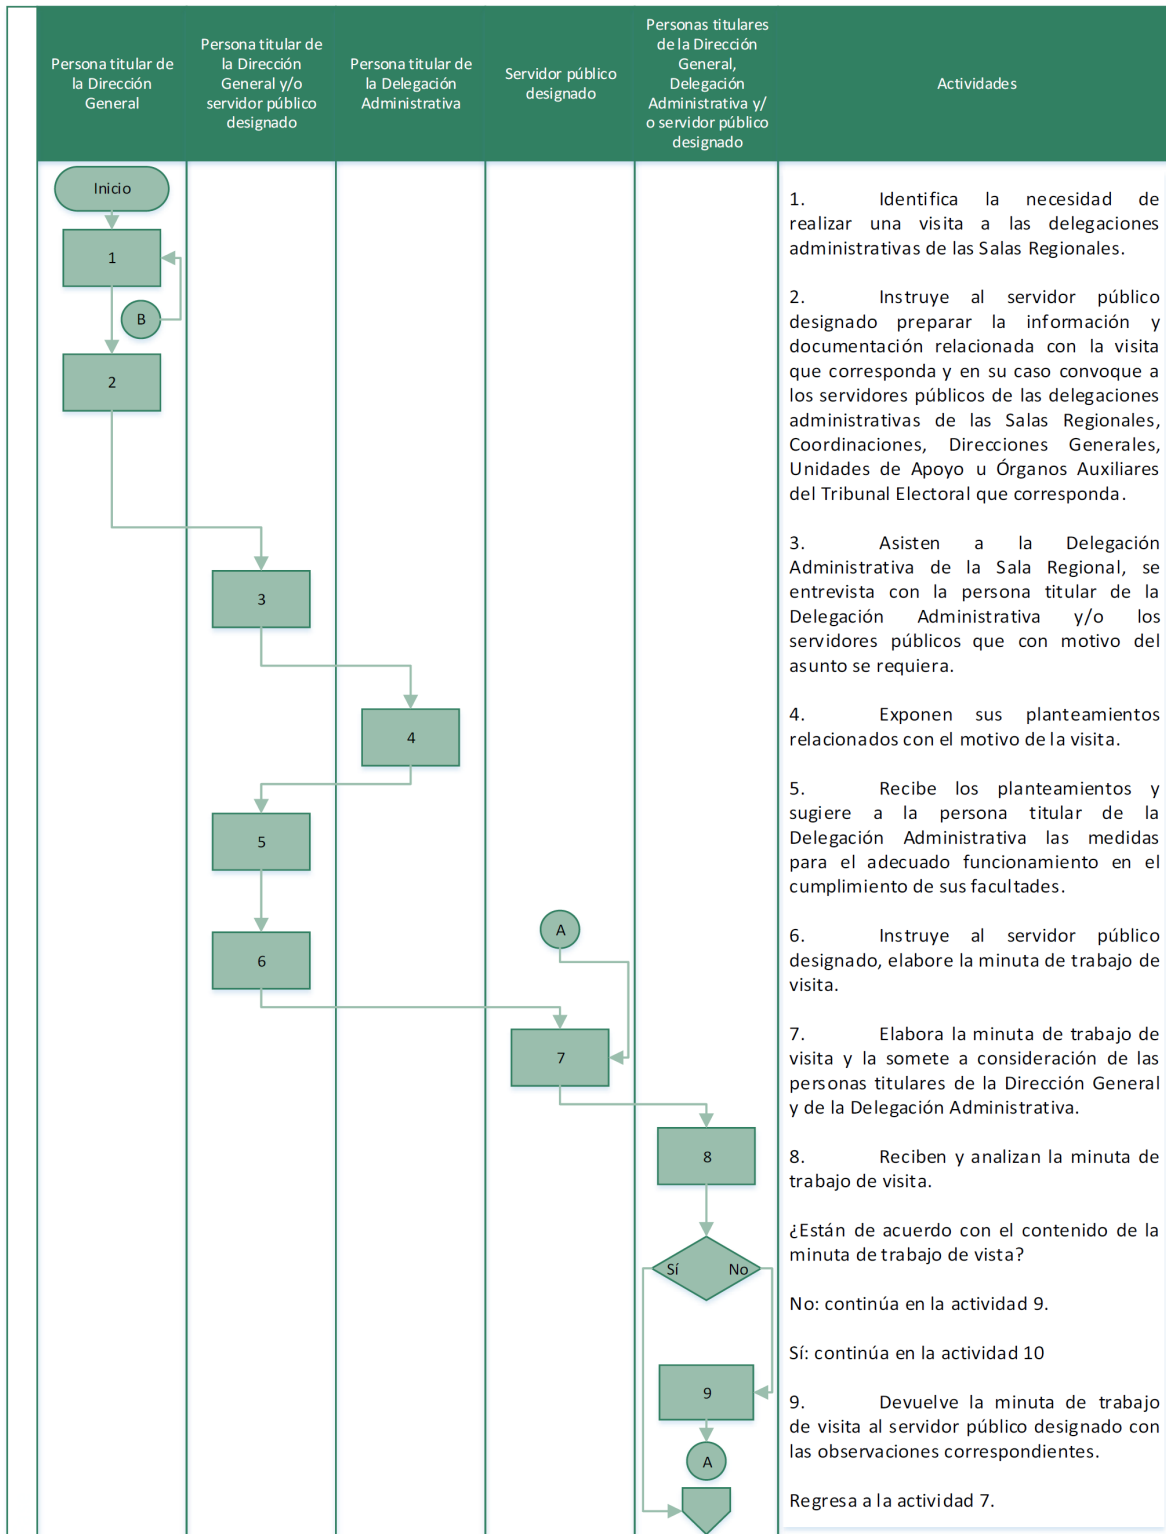 Persona titular de
la Dirección
General
Persona titular de
la Dirección
General y/o
servidor público
designado
Persona titular de
la Delegación
Administrativa
Servidor público
designado
Personas titulares
de la Dirección
General,
Delegación
Administrativa y/
o servidor público
designado
Actividades
Inicio
1
B
2
3
4
5
6
A
7
8
Sí
No
9
A
1. Identifica la necesidad de
realizar una visita a las delegaciones
administrativas de las Salas Regionales.
2. Instruye al servidor público
designado preparar la información y
documentación relacionada con la visita
que corresponda y en su caso convoque a
los servidores públicos de las delegaciones
administrativas de las Salas Regionales,
Coordinaciones, Direcciones Generales,
Unidades de Apoyo u Órganos Auxiliares
del Tribunal Electoral que corresponda.
3. Asisten a la Delegación
Administrativa de la Sala Regional, se
entrevista con la persona titular de la
Delegación Administrativa y/o los
servidores públicos que con motivo del
asunto se requiera.
4. Exponen sus planteamientos
relacionados con el motivo de la visita.
5. Recibe los planteamientos y
sugiere a la persona titular de la
Delegación Administrativa las medidas
para el adecuado funcionamiento en el
cumplimiento de sus facultades.
6. Instruye al servidor público
designado, elabore la minuta de trabajo de
visita.
7. Elabora la minuta de trabajo de
visita y la somete a consideración de las
personas titulares de la Dirección General
y de la Delegación Administrativa.
8. Reciben y analizan la minuta de
trabajo de visita.
¿Están de acuerdo con el contenido de la
minuta de trabajo de vista?
No: continúa en la actividad 9.
Sí: continúa en la actividad 10
9. Devuelve la minuta de trabajo
de visita al servidor público designado con
las observaciones correspondientes.
Regresa a la actividad 7.